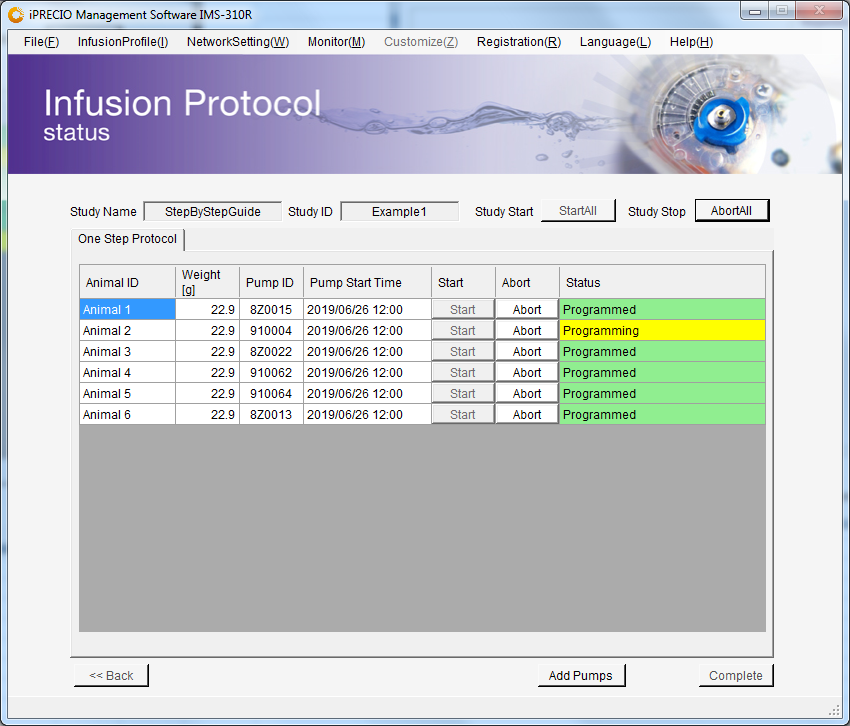 iPRECIO Management Software IMS-310R
File(F) InfusionProfile(I) NetworkSetting(W) Monitor(M) Customize(Z) Registration(R) Language(L) Help(H)
Infusion Protocol
status
Study Name StepByStepGuide Study ID Example1 Study Start StartAll Study Stop AbortAll
One Step Protocol
Animal ID Weight [g] Pump ID Pump Start Time Start Abort Status
Animal 1 22.9 8Z0015 2019/06/26 12:00 Start Abort Programmed
Animal 2 22.9 910004 2019/06/26 12:00 Start Abort Programming
Animal 3 22.9 8Z0022 2019/06/26 12:00 Start Abort Programmed
Animal 4 22.9 910062 2019/06/26 12:00 Start Abort Programmed
Animal 5 22.9 910064 2019/06/26 12:00 Start Abort Programmed
Animal 6 22.9 8Z0013 2019/06/26 12:00 Start Abort Programmed
<< Back Add Pumps Complete